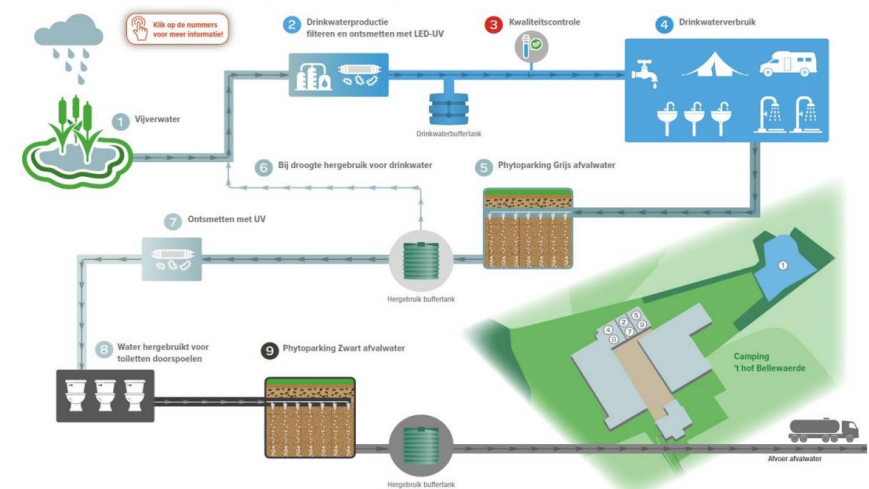 Klik op de nummers
voor meer informatie!
1 Vijverwater
2 Drinkwaterproductie
filteren en ontsmetten met LED-UV
3 Kwaliteitscontrole
4 Drinkwaterverbruik
Drinkwaterbuffertank
6 Bij droogte hergebruik voor drinkwater
5 Phytoparking Grijs afvalwater
7 Ontsmetten met UV
Hergebruik buffertank
8 Water hergebruikt voor
toiletten doorspoelen
9 Phytoparking Zwart afvalwater
Hergebruik buffertank
1
Camping
't hof Bellewaerde
Afvoer afvalwater